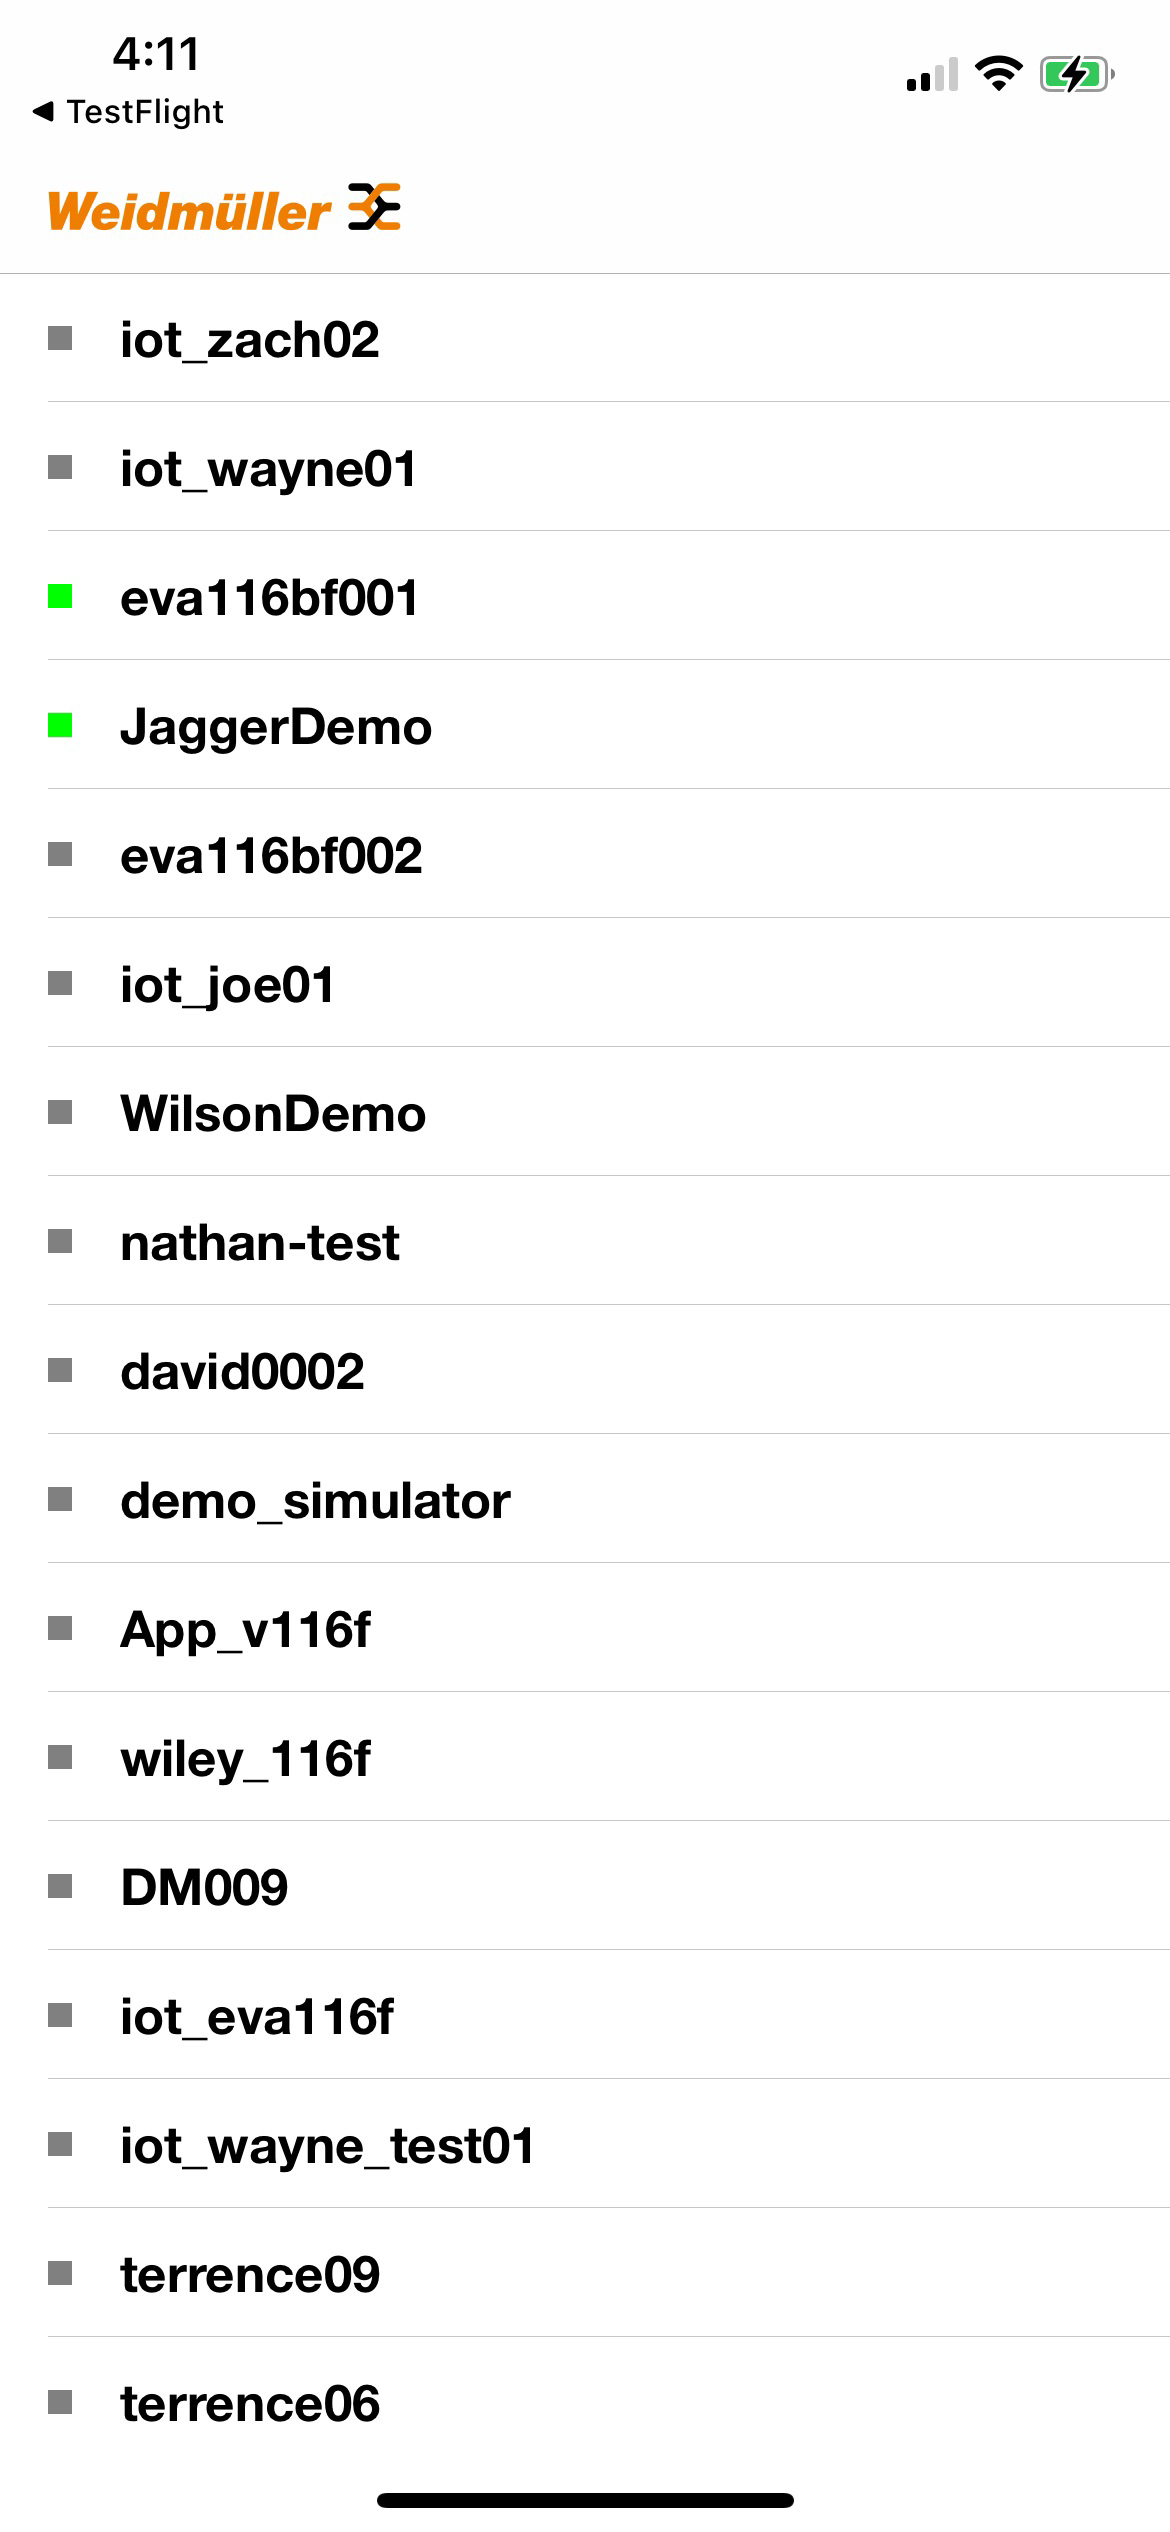 4:11
TestFlight
Weidmüller
iot_zach02
iot_wayne01
eva116bf001
JaggerDemo
eva116bf002
iot_joe01
WilsonDemo
nathan-test
david0002
demo_simulator
App_v116f
wiley_116f
DM009
iot_eva116f
iot_wayne_test01
terrence09
terrence06